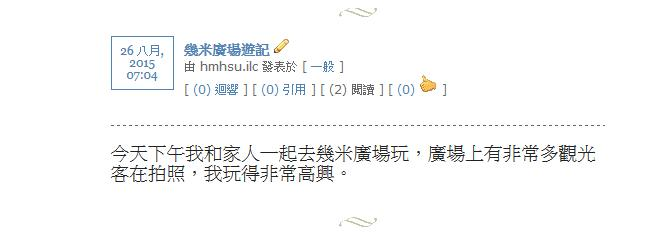 26 八月,
2015
07:04
幾米廣場遊記
由 hmhsu.ilc 發表於 [ 一般 ]
[ (0) 迴響 ] [ (0) 引用 ] [ (2) 閱讀 ] [ (0) ]
今天下午我和家人一起去幾米廣場玩，廣場上有非常多觀光
客在拍照，我玩得非常高興。